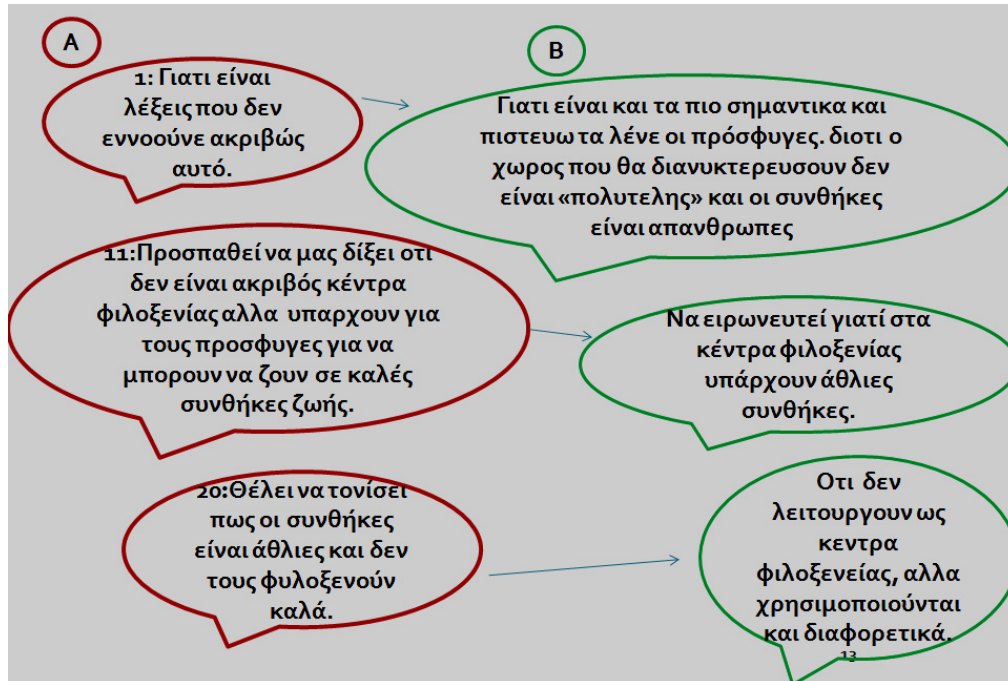 A
B
1: Γιατι είναι
λέξεις που δεν
εννοούνε ακριβώς
αυτό.
Γιατι είναι και τα πιο σημαντικα και
πιστευω τα λένε οι πρόσφυγες. διοτι ο
χωρος που θα διανυκτερευσουν δεν
είναι «πολυτελης» και οι συνθήκες
είναι απανθρωπες
11:Προσπαθεί να μας δίξει οτι
δεν είναι ακριβός κέντρα
φιλοξενίας αλλα υπαρχουν για
τους προσφυγες για να
μπορουν να ζουν σε καλές
συνθήκες ζωής.
Να ειρωνευτεί γιατί στα
κέντρα φιλοξενίας
υπάρχουν άθλιες
συνθήκες.
20:Θέλει να τονίσει
πως οι συνθήκες
είναι άθλιες και δεν
τους φυλοξενούν
καλά.
Οτι δεν
λειτουργουν ως
κεντρα
φιλοξενείας, αλλα
χρησιμοποιούνται
και διαφορετικά.
13